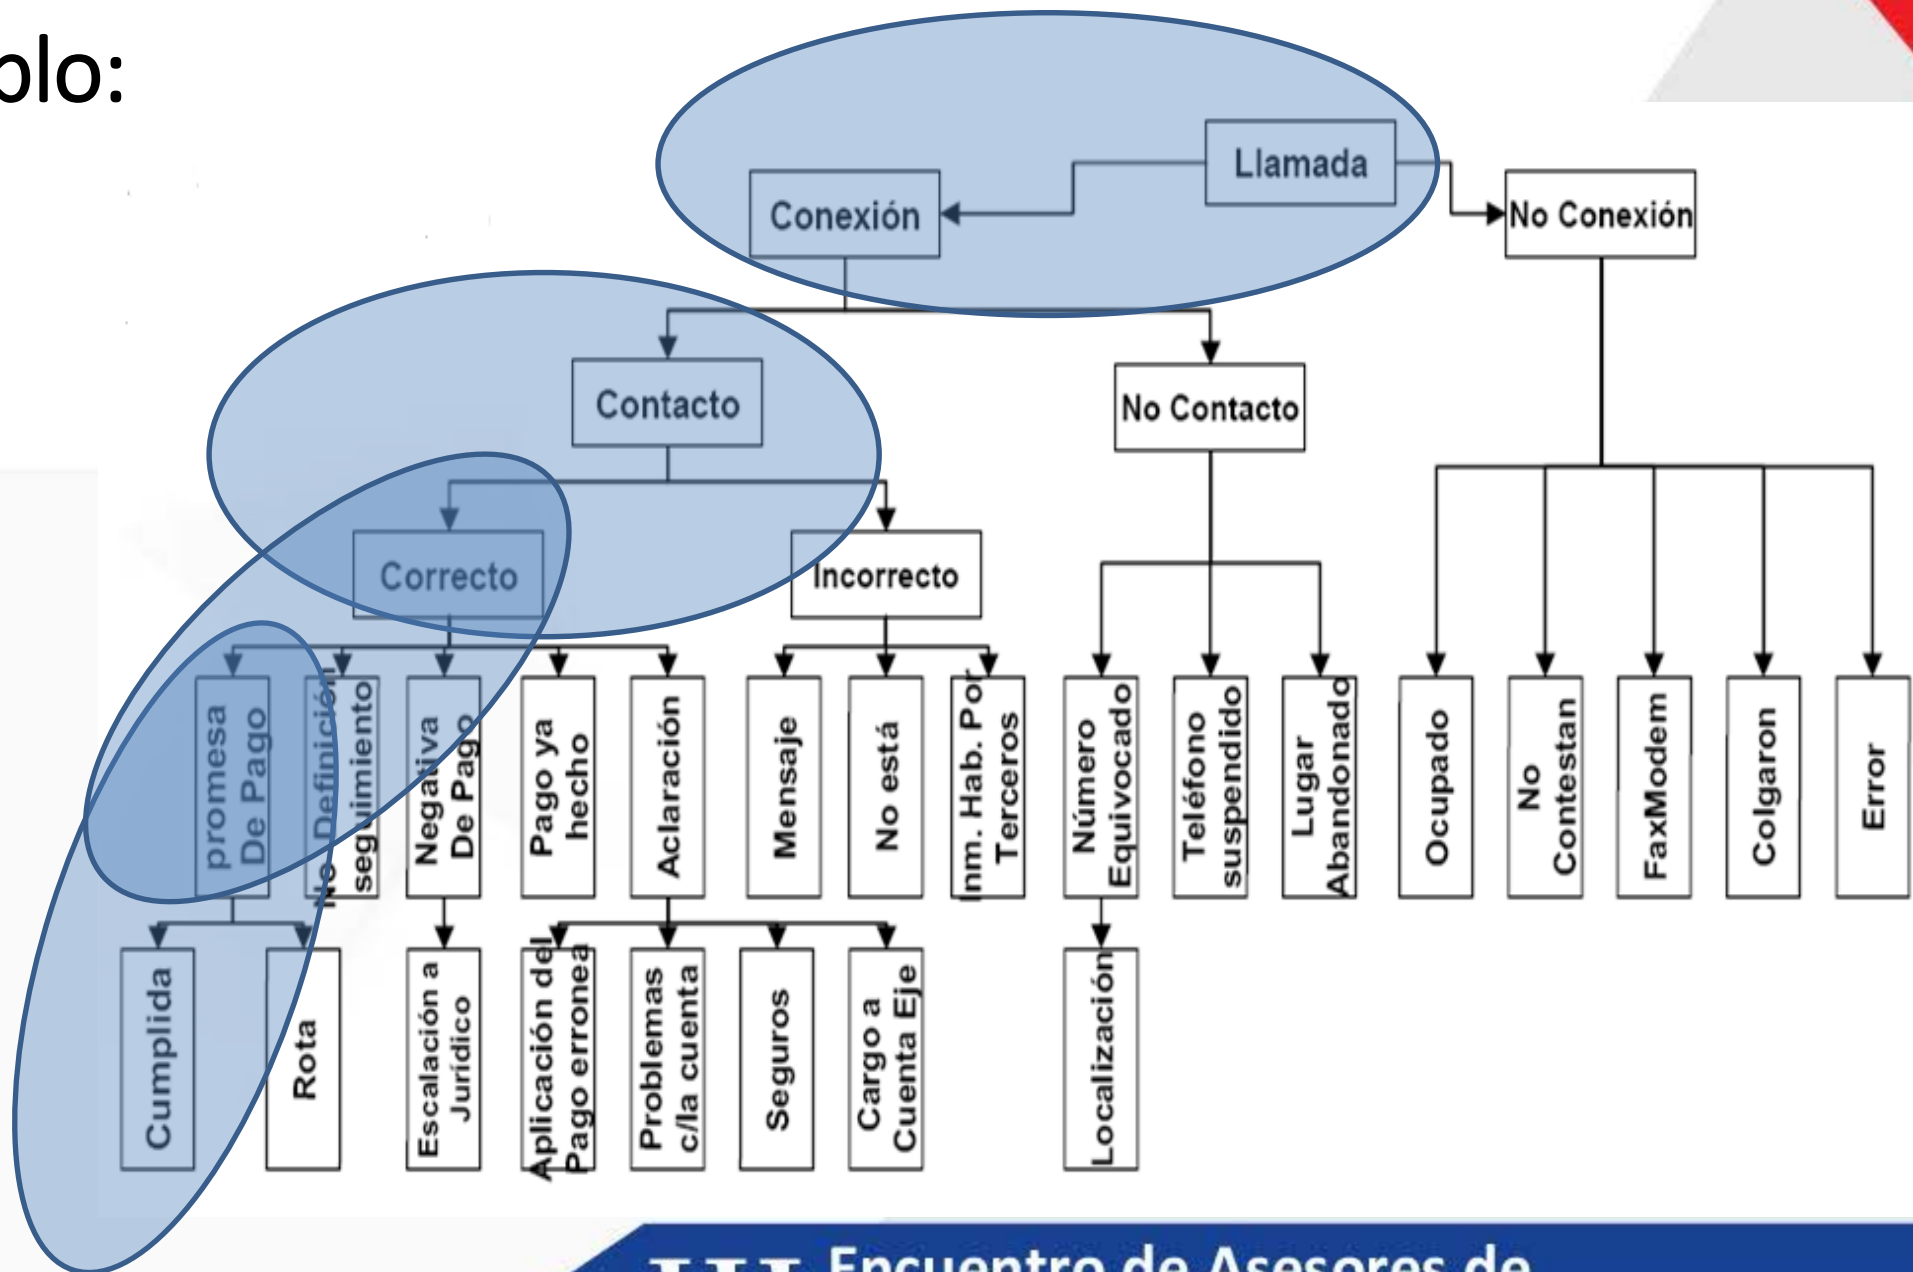 plo:
Llamada
Conexión
No Conexión
Contacto
No Contacto
Correcto
Incorrecto
promesa
De Pago
No Definición
seguimiento
Negativa
De Pago
Pago ya
hecho
Aclaración
Mensaje
No está
Inm. Hab. Por
Terceros
Número
Equivocado
Teléfono
suspendido
Lugar
Abandonado
Ocupado
No
Contestan
FaxModem
Colgaron
Error
Cumplida
Rota
Escalación a
Jurídico
Aplicación del
Pago erronea
Problemas
c/la cuenta
Seguros
Cargo a
Cuenta Eje
Localización
III Encuentro de Asesores de